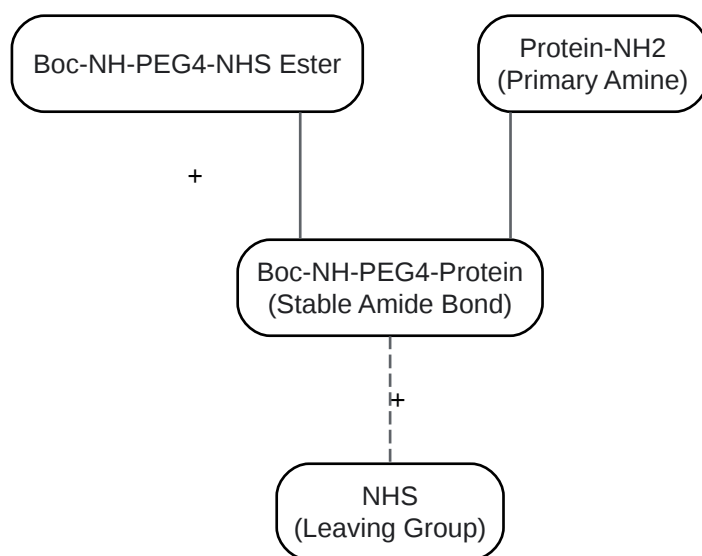 Boc-NH-PEG4-NHS Ester
Protein-NH2
(Primary Amine)
+
Boc-NH-PEG4-Protein
(Stable Amide Bond)
+
NHS
(Leaving Group)